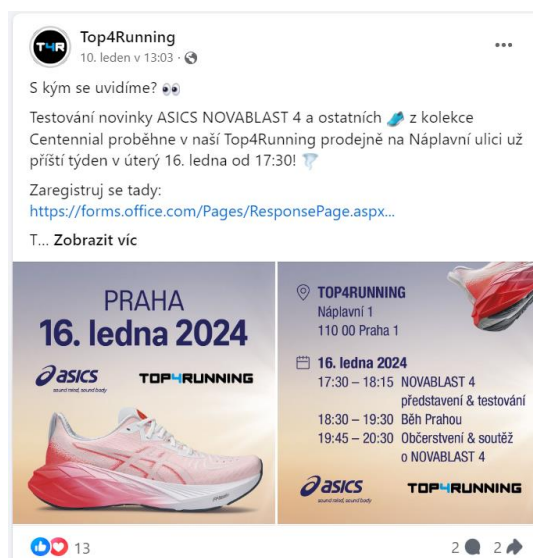 Top4Running
10. leden v 13:03 ·
S kým se uvidíme? 👀
Testování novinky ASICS NOVABLAST 4 a ostatních 👟 z kolekce
Centennial proběhne v naší Top4Running prodejně na Náplavní ulici už
příští týden v úterý 16. ledna od 17:30! 🌪️
Zaregistruj se tady:
https://forms.office.com/Pages/ResponsePage.aspx...
T... Zobrazit víc
T4R
PRAHA
16. ledna 2024
asics
sound mind, sound body
TOP4RUNNING
TOP4RUNNING
Náplavní 1
110 00 Praha 1
16. ledna 2024
17:30 – 18:15 NOVABLAST 4
představení & testování
18:30 – 19:30 Běh Prahou
19:45 – 20:30 Občerstvení & soutěž
o NOVABLAST 4
asics
sound mind, sound body
TOP4RUNNING
13
2
2